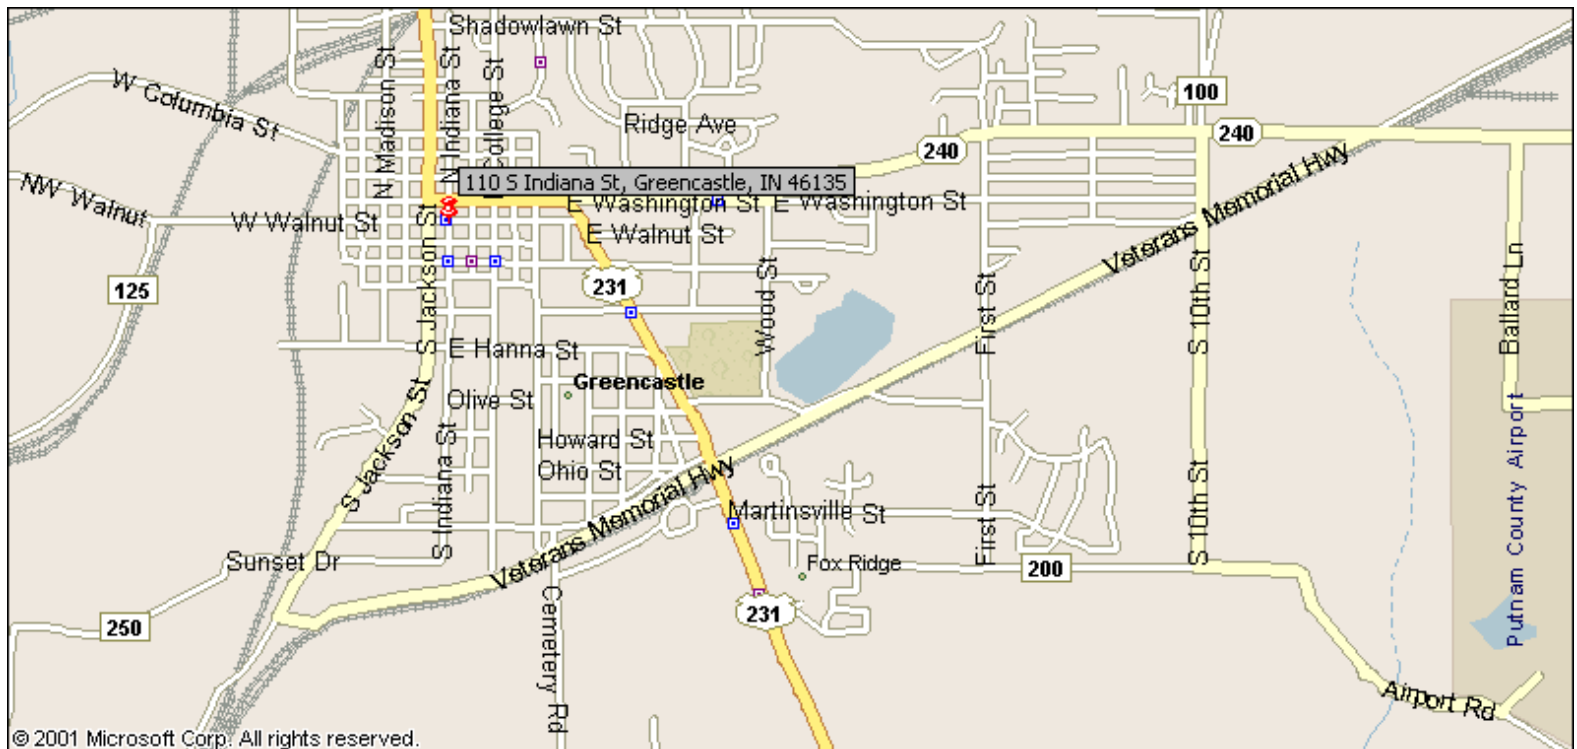 Shadowlawn St
N Madison St
N Indiana St
College St
W Columbia St
100
Ridge Ave
240
240
NW Walnut
110 S Indiana St, Greencastle, IN 46135
W Walnut St
E Washington St
E Washington St
E Walnut St
Veterans Memorial Hwy
125
231
S Jackson St
Wood St
First St
S 10th St
Ballard Ln
E Hanna St
Greencastle
Olive St
S Jackson St
Howard St
Ohio St
S Indiana St
Veterans Memorial Hwy
Martinsville St
First St
S 10th St
Putnam County Airport
Sunset Dr
Fox Ridge
200
250
231
Cemetery Rd
Airport Rd
© 2001 Microsoft Corp. All rights reserved.